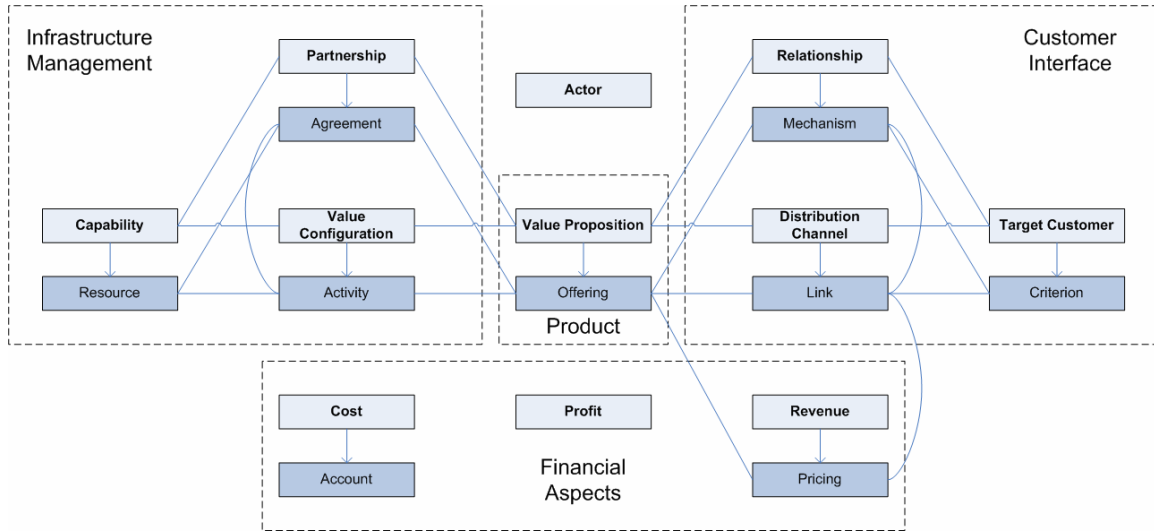 Infrastructure
Management
Partnership
Agreement
Capability
Resource
Value
Configuration
Activity
Actor
Value Proposition
Offering
Product
Customer
Interface
Relationship
Mechanism
Distribution
Channel
Link
Target Customer
Criterion
Cost
Account
Profit
Financial
Aspects
Revenue
Pricing